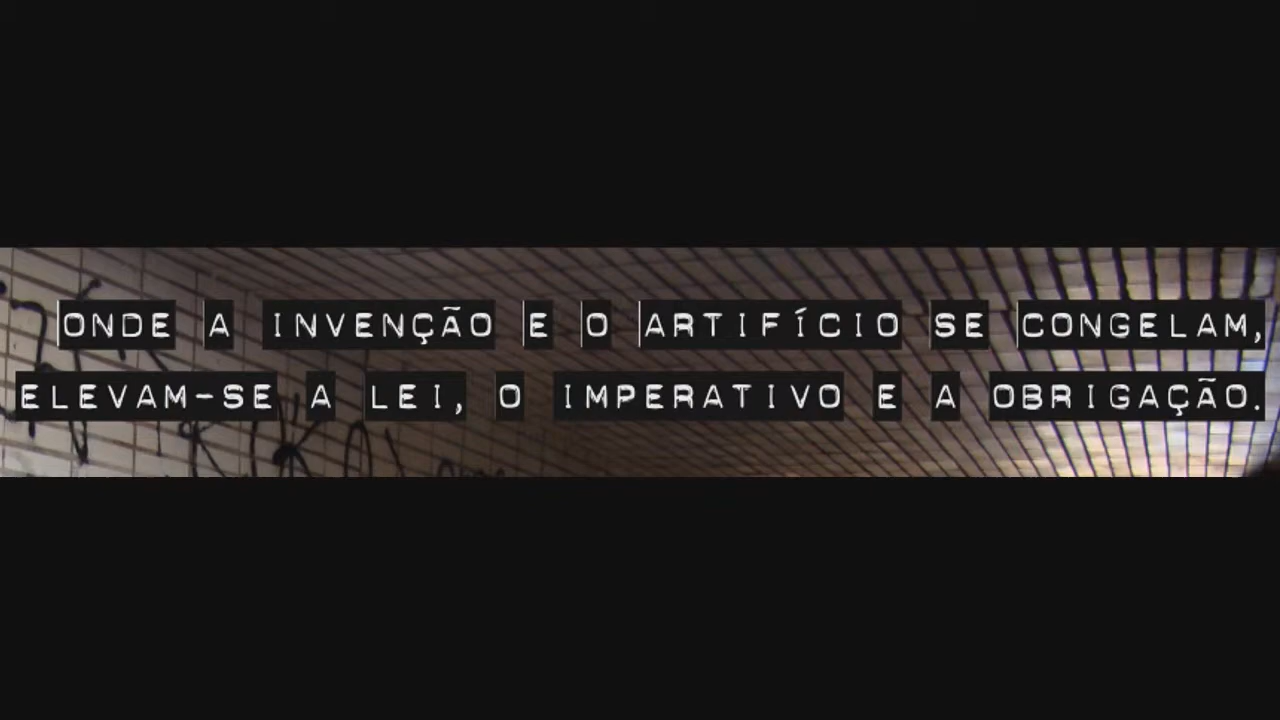 ONDE A INVENÇÃO E O ARTIFÍCIO SE CONGELAM,
ELEVAM-SE A LEI, O IMPERATIVO E A OBRIGAÇÃO.